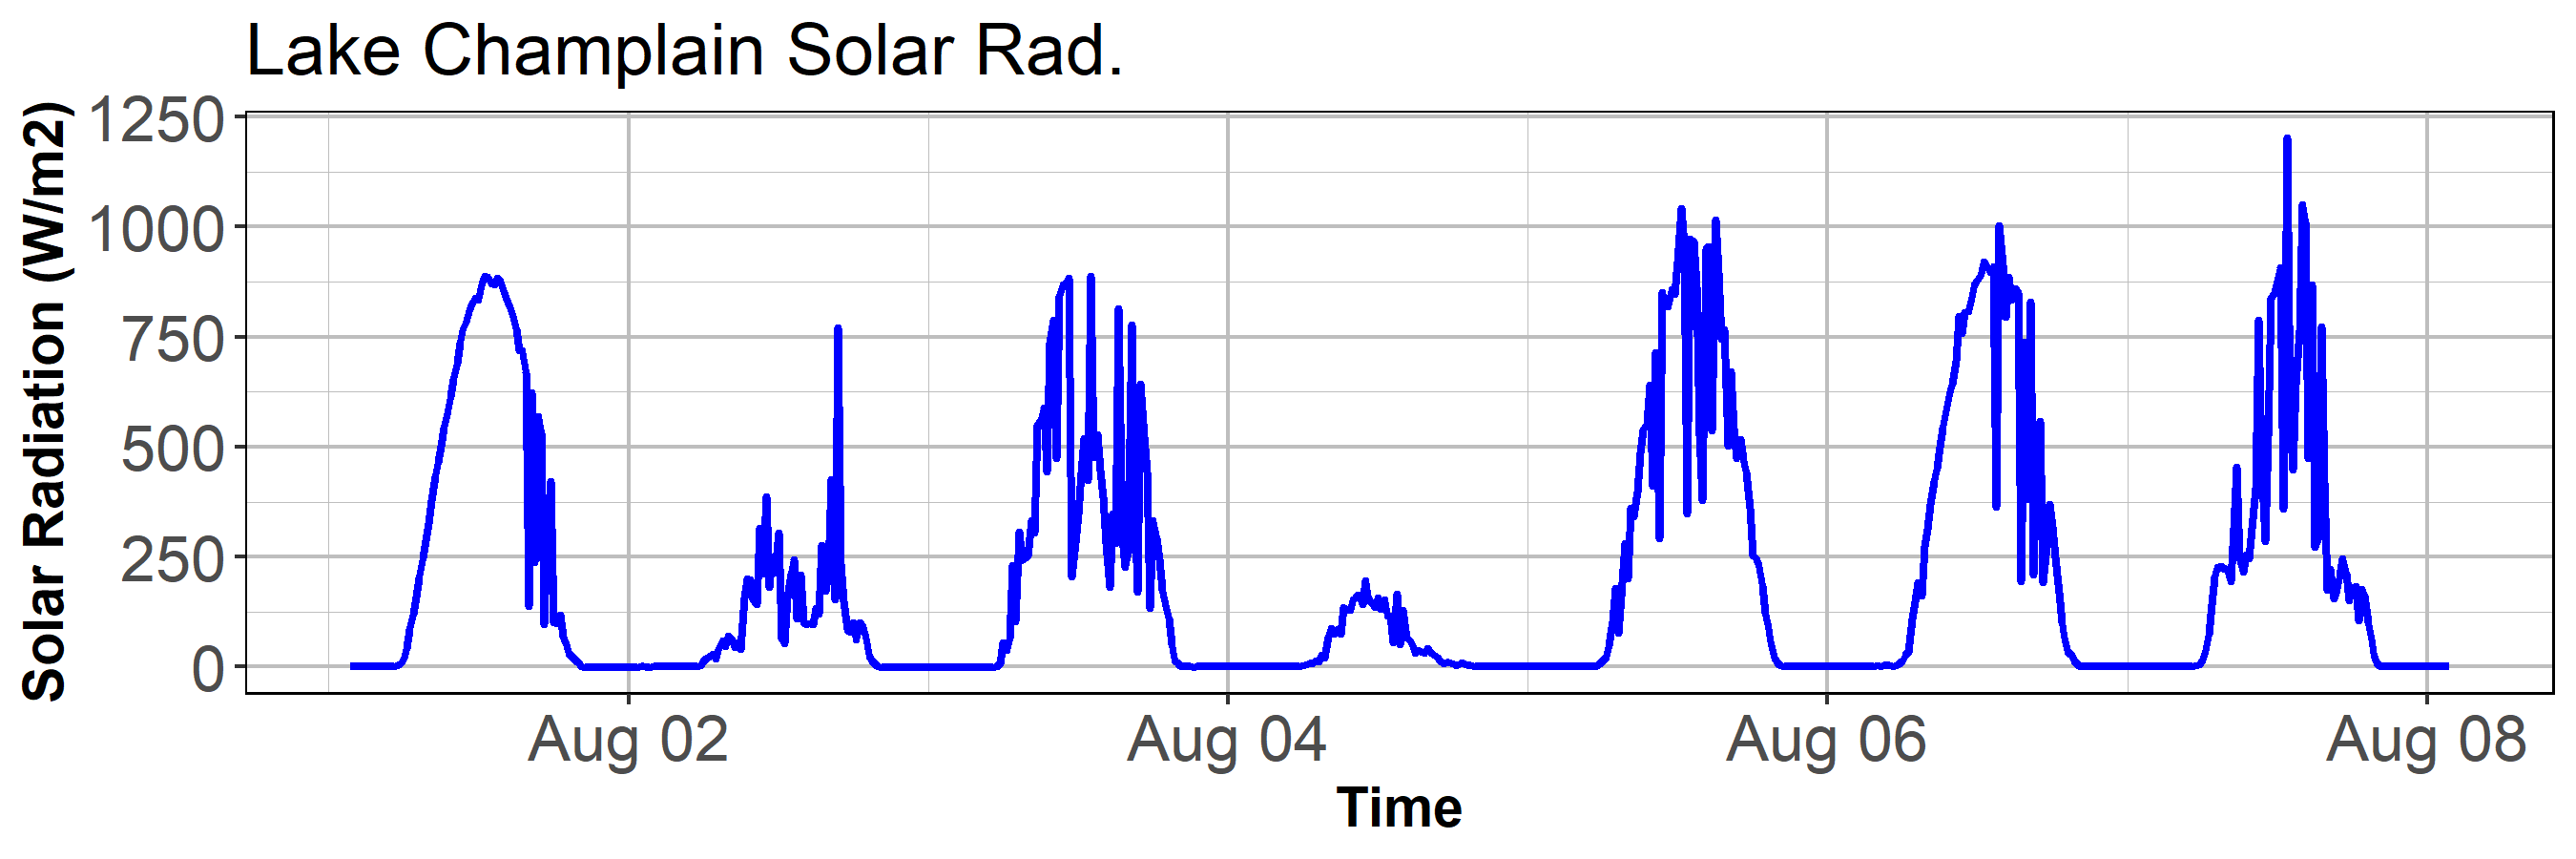 Lake Champlain Solar Rad.
Solar Radiation (W/m2)
1250
1000
750
500
250
0
Aug 02 Aug 04 Aug 06 Aug 08
Time